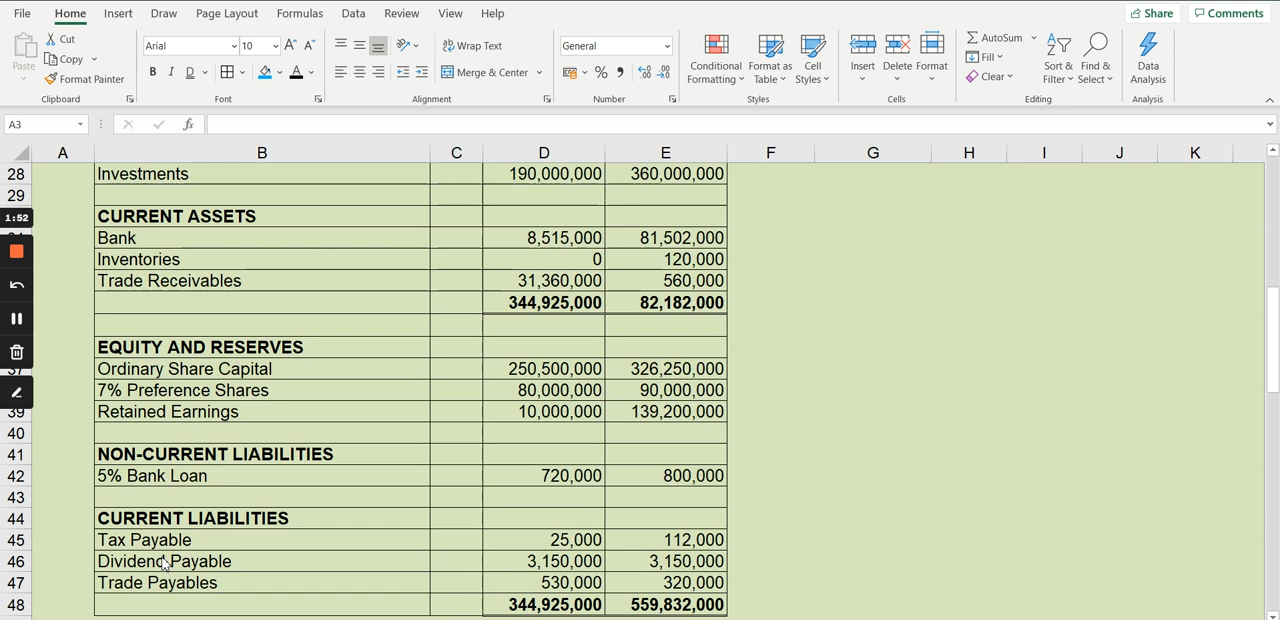 File Home Insert Draw Page Layout Formulas Data Review View Help Share Comments
Paste Cut Copy Format Painter Clipboard
Arial 10 A A B I U A Font
Wrap Text Merge & Center Alignment
General % Number
Conditional Formatting Format as Table Cell Styles Styles
Insert Delete Format Cells
AutoSum Fill Clear Sort & Filter Find & Select Editing
Data Analysis Analysis
A3 fx
A B C D E F G H I J K
28 Investments 190,000,000 360,000,000
29
1:52 CURRENT ASSETS
Bank 8,515,000 81,502,000
Inventories 0 120,000
Trade Receivables 31,360,000 560,000
344,925,000 82,182,000
EQUITY AND RESERVES
37 Ordinary Share Capital 250,500,000 326,250,000
7% Preference Shares 80,000,000 90,000,000
39 Retained Earnings 10,000,000 139,200,000
40
41 NON-CURRENT LIABILITIES
42 5% Bank Loan 720,000 800,000
43
44 CURRENT LIABILITIES
45 Tax Payable 25,000 112,000
46 Dividend Payable 3,150,000 3,150,000
47 Trade Payables 530,000 320,000
48 344,925,000 559,832,000